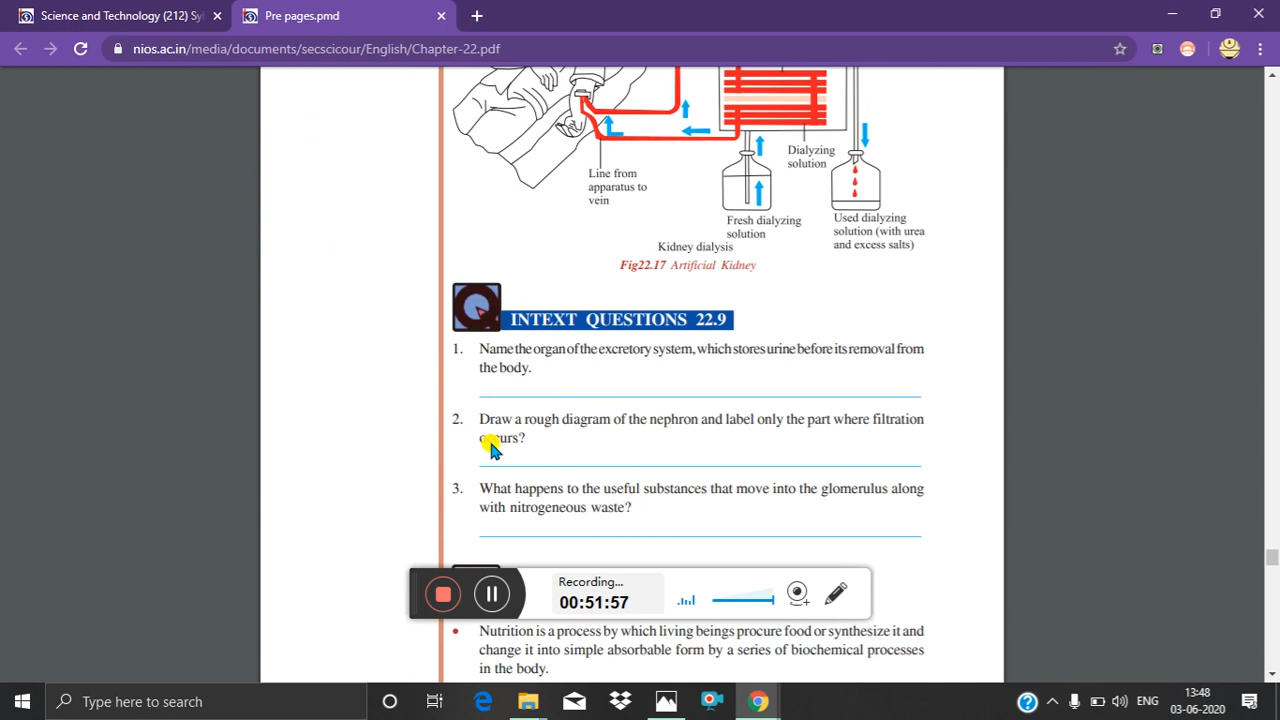 Science and Technology (212) Sy
Pre pages.pmd
nios.ac.in/media/documents/secscicour/English/Chapter-22.pdf
Dialyzing
solution
Line from
apparatus to
vein
Fresh dialyzing
solution
Used dialyzing
solution (with urea
and excess salts)
Kidney dialysis
Fig22.17 Artificial Kidney
INTEXT QUESTIONS 22.9
1. Name the organ of the excretory system, which stores urine before its removal from
the body.
2. Draw a rough diagram of the nephron and label only the part where filtration
occurs?
3. What happens to the useful substances that move into the glomerulus along
with nitrogeneous waste?
Recording...
00:51:57
• Nutrition is a process by which living beings procure food or synthesize it and
change it into simple absorbable form by a series of biochemical processes
in the body.
Type here to search
ENG
13:48
03-06-2020